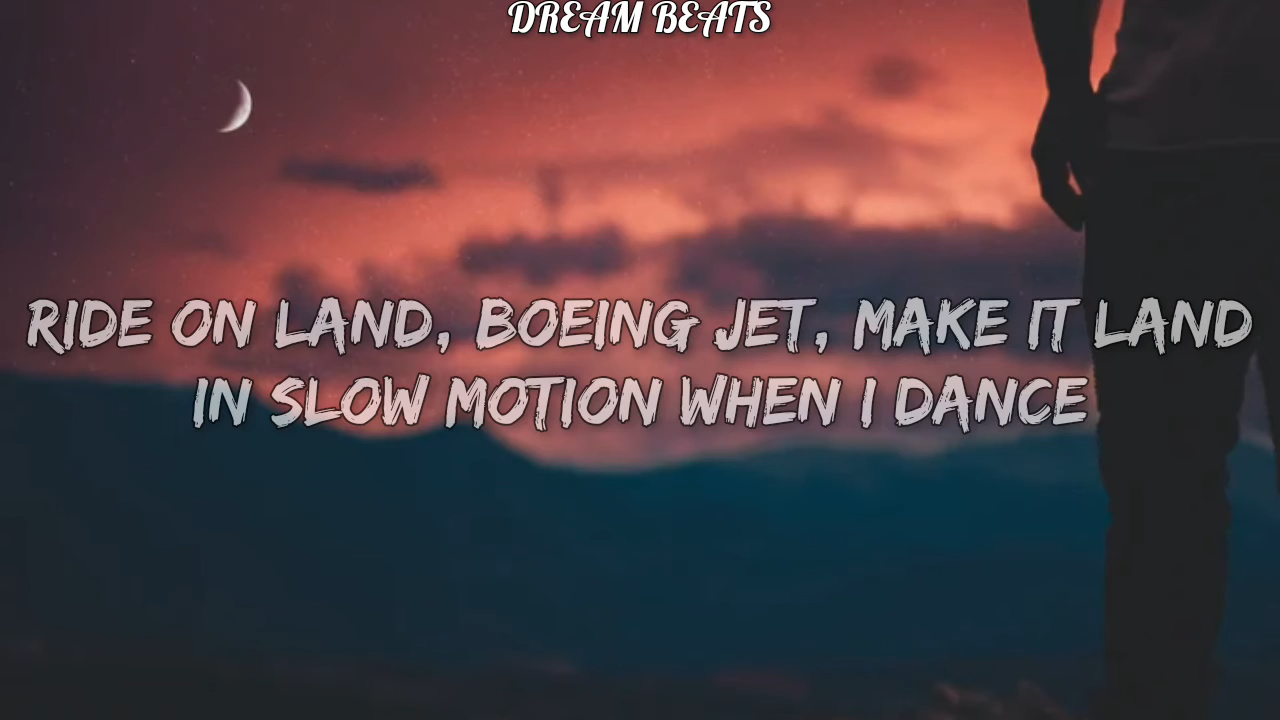 DREAM BEATS
RIDE ON LAND, BOEING JET, MAKE IT LAND
IN SLOW MOTION WHEN I DANCE